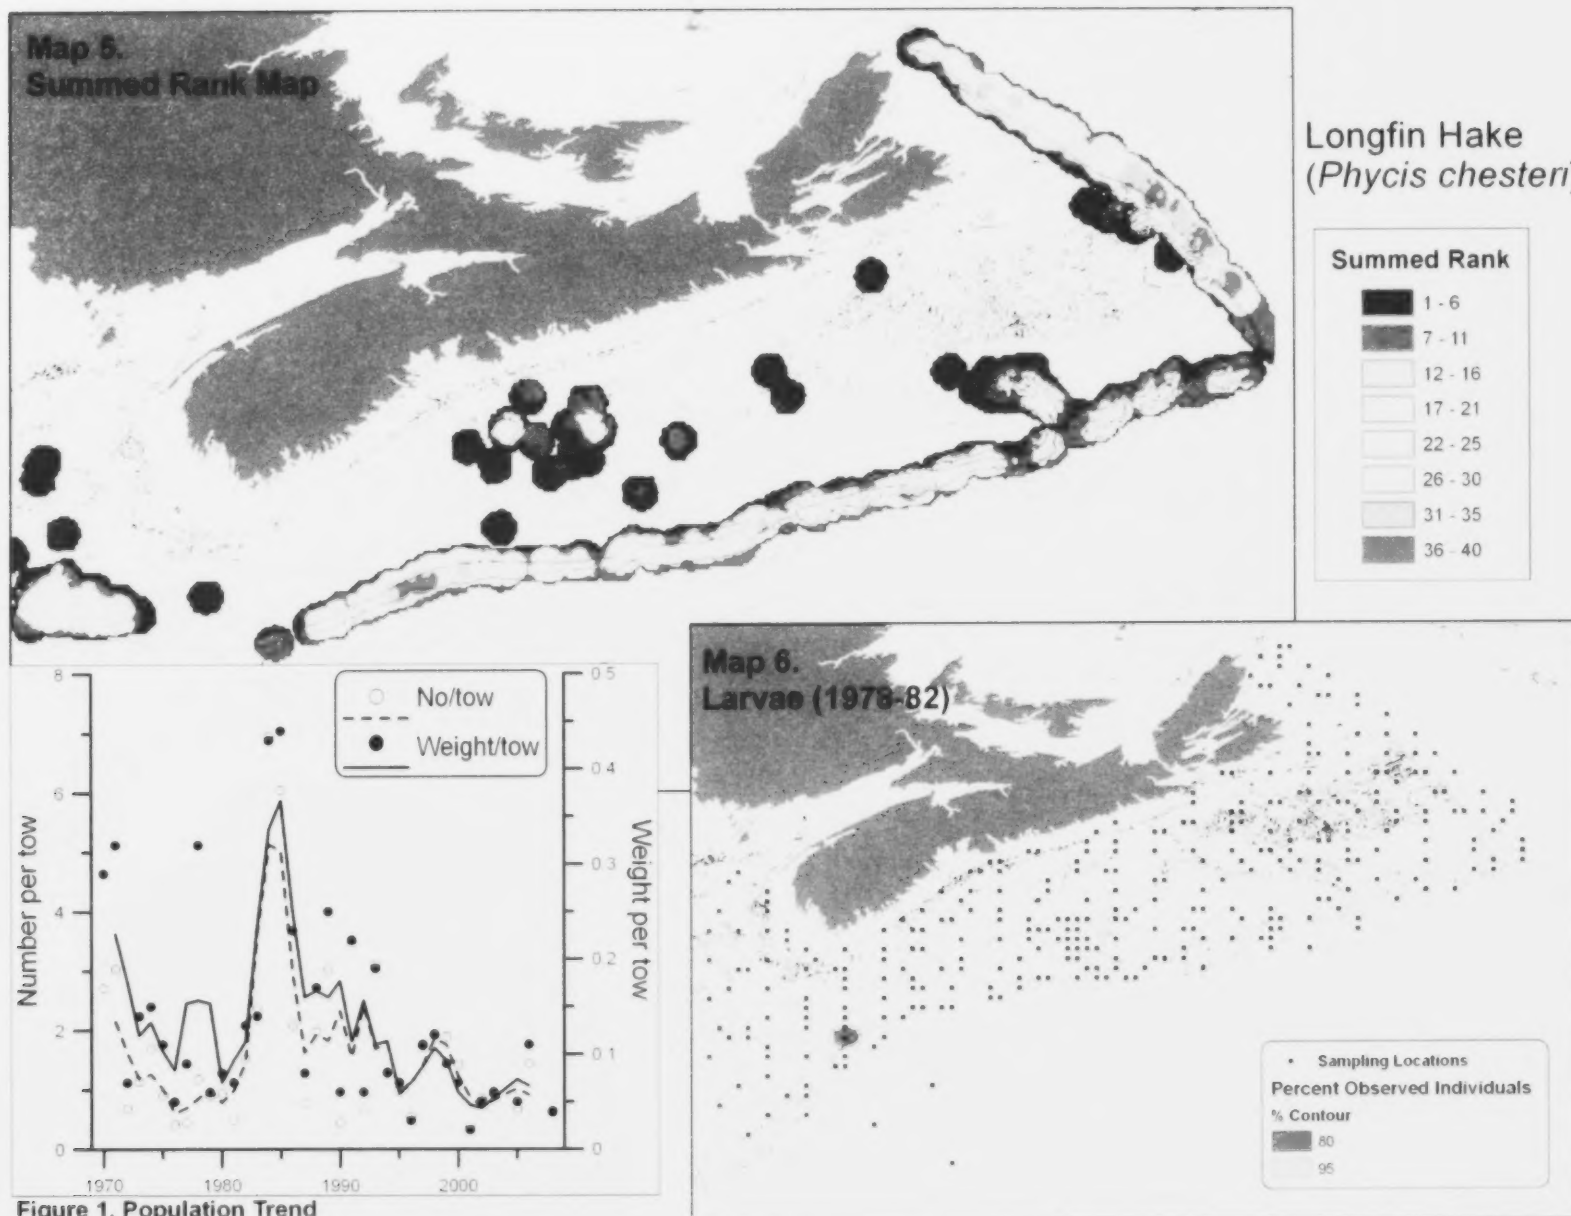 Map 5.
Summed Rank Map
Longfin Hake
(Phycis chesteri)
Summed Rank
1 - 6
7 - 11
12 - 16
17 - 21
22 - 25
26 - 30
31 - 35
36 - 40
8
6
4
2
0
Number per tow
No/tow
Weight/tow
0.5
0.4
0.3
0.2
0.1
0
Weight per tow
1970
1980
1990
2000
Figure 1. Population Trend
Map 6.
Larvae (1978-82)
Sampling Locations
Percent Observed Individuals
% Contour
80
95